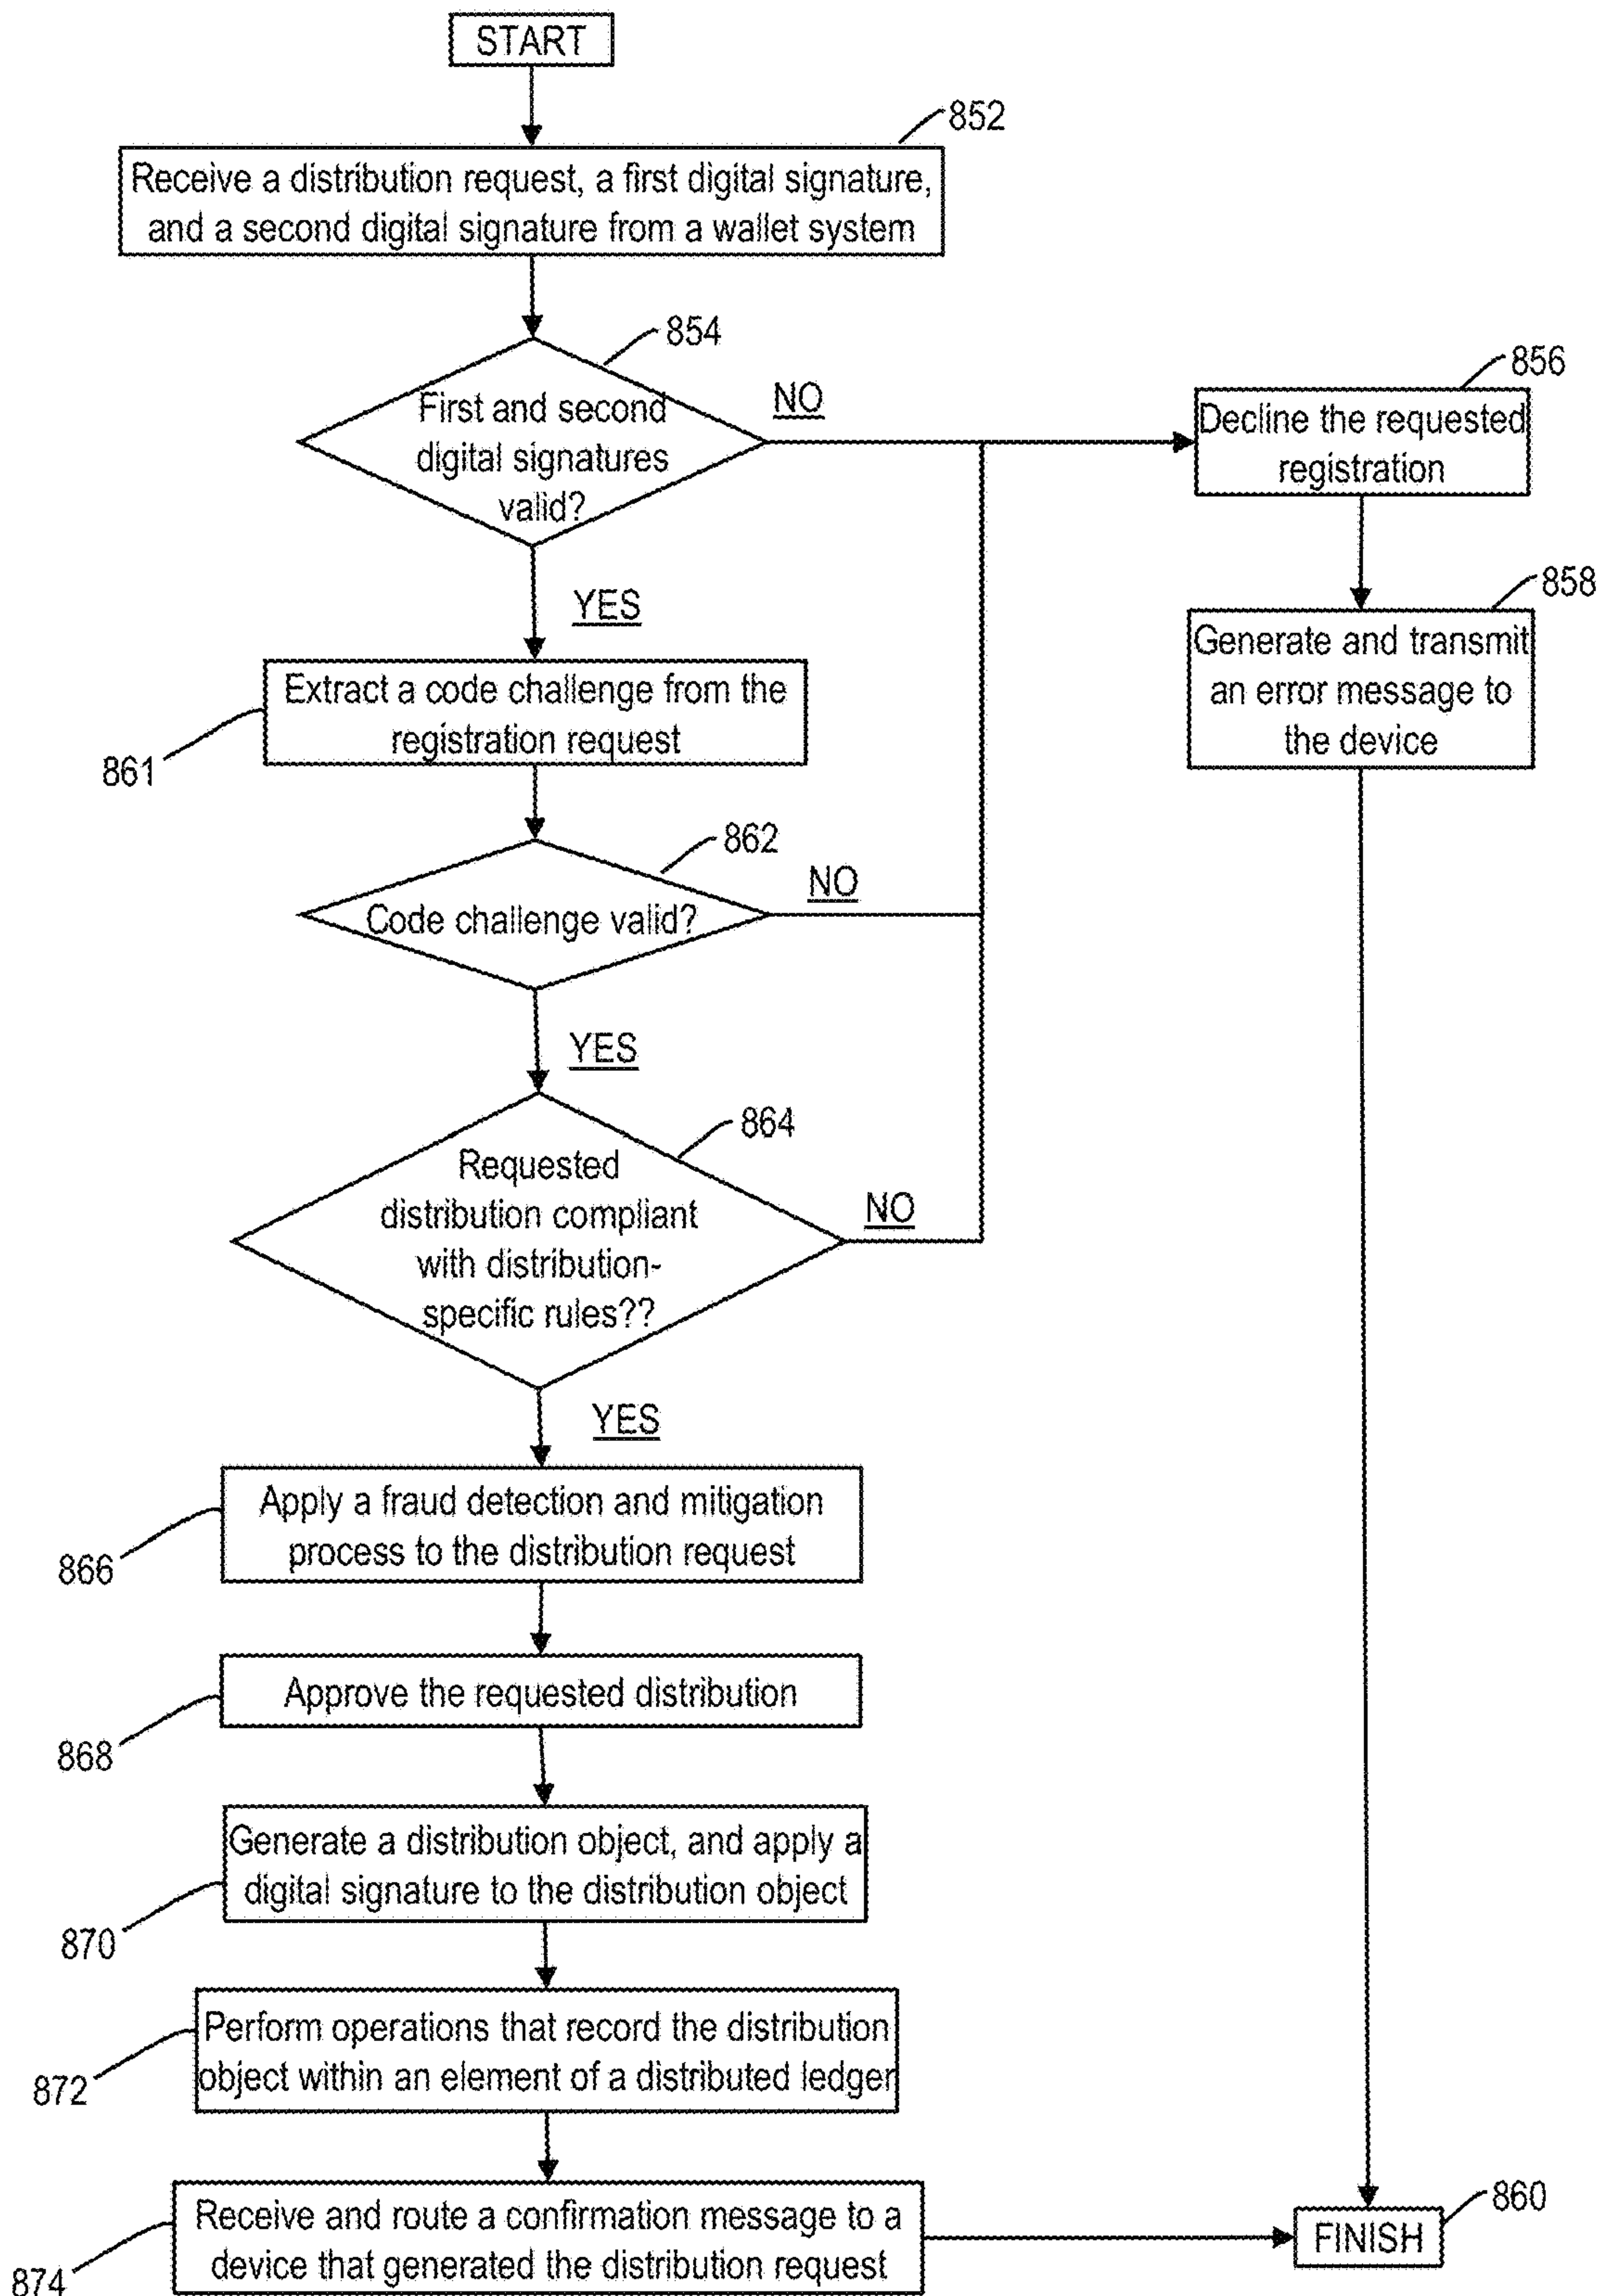 START
852
Receive a distribution request, a first digital signature,
and a second digital signature from a wallet system
854
First and second
digital signatures
valid?
NO
856
Decline the requested
registration
858
Generate and transmit
an error message to
the device
YES
Extract a code challenge from the
registration request
861
862
Code challenge valid?
NO
YES
864
Requested
distribution compliant
with distribution-
specific rules??
NO
YES
Apply a fraud detection and mitigation
process to the distribution request
866
Approve the requested distribution
868
Generate a distribution object, and apply a
digital signature to the distribution object
870
Perform operations that record the distribution
object within an element of a distributed ledger
872
Receive and route a confirmation message to a
device that generated the distribution request
874
860
FINISH